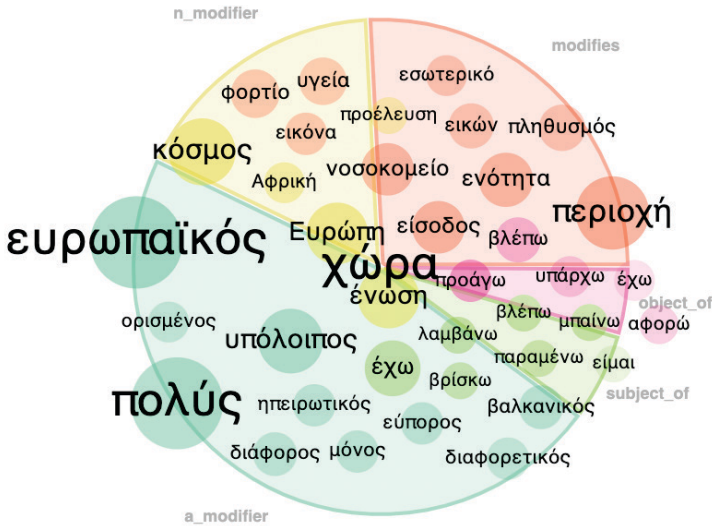 n_modifier
modifies
εσωτερικό
υγεία
φορτίο
προέλευση
εικόνα
εικών
πληθυσμός
κόσμος
νοσοκομείο
Αφρική
ενότητα
περιοχή
Ευρώπη
είσοδος
βλέπω
ευρωπαϊκός
χώρα
προάγω
υπάρχω
έχω
ένωση
object_of
ορισμένος
βλέπω
μπαίνω
αφορώ
υπόλοιπος
λαμβάνω
έχω
παραμένω
είμαι
βρίσκω
subject_of
πολύς
ηπειρωτικός
βαλκανικός
εύπορος
διάφορος
μόνος
διαφορετικός
a_modifier